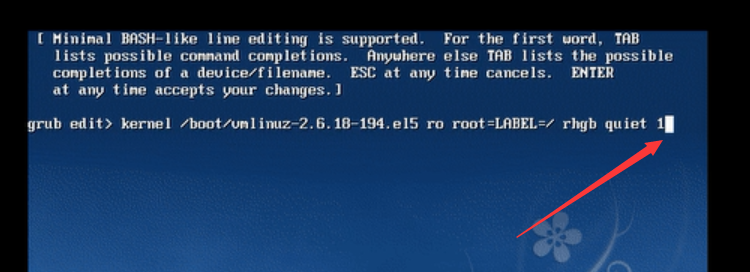 [ Minimal BASH-like line editing is supported.  For the first word, TAB
lists possible command completions.  Anywhere else TAB lists the possible
completions of a device/filename.  ESC at any time cancels.  ENTER
at any time accepts your changes.]
grub edit> kernel /boot/vmlinuz-2.6.18-194.el5 ro root=LABEL=/ rhgb quiet 1